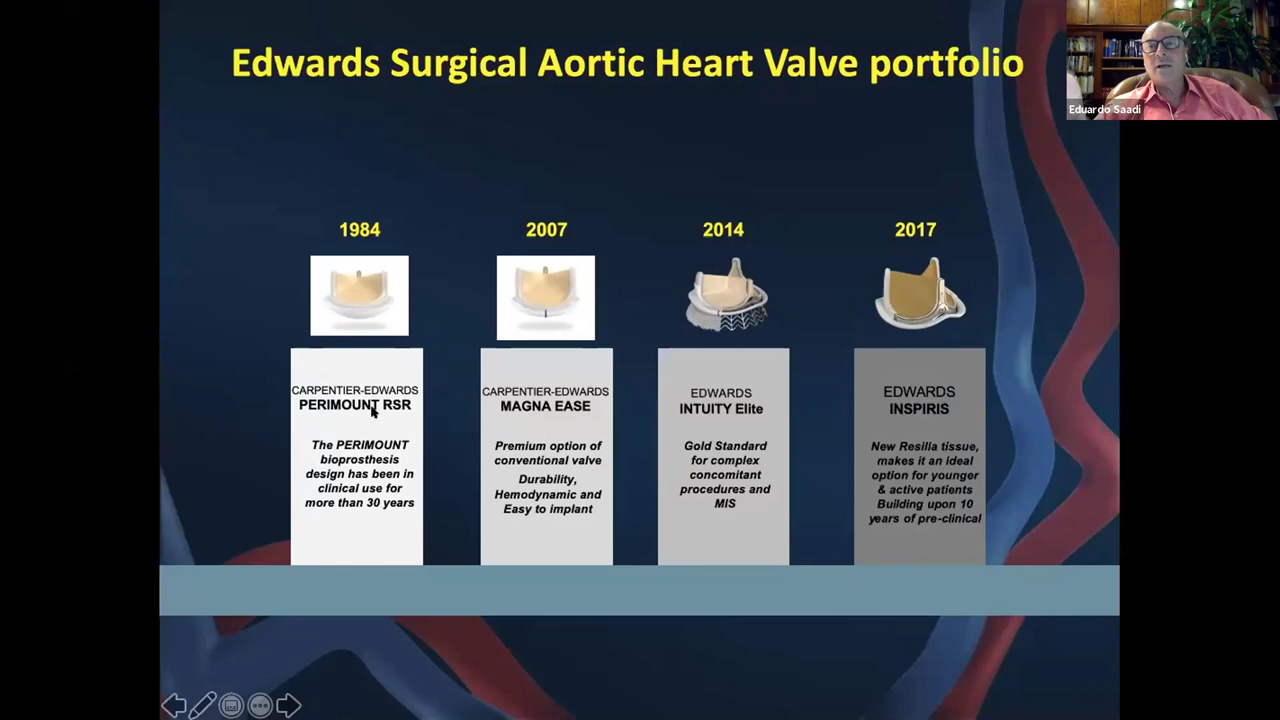 Edwards Surgical Aortic Heart Valve portfolio
Eduardo Saadi
1984
CARPENTIER-EDWARDS
PERIMOUNT RSR
The PERIMOUNT
bioprosthesis
design has been in
clinical use for
more than 30 years
2007
CARPENTIER-EDWARDS
MAGNA EASE
Premium option of
conventional valve
Durability,
Hemodynamic and
Easy to implant
2014
EDWARDS
INTUITY Elite
Gold Standard
for complex
concomitant
procedures and
MIS
2017
EDWARDS
INSPIRIS
New Resilia tissue,
makes it an ideal
option for younger
& active patients
Building upon 10
years of pre-clinical